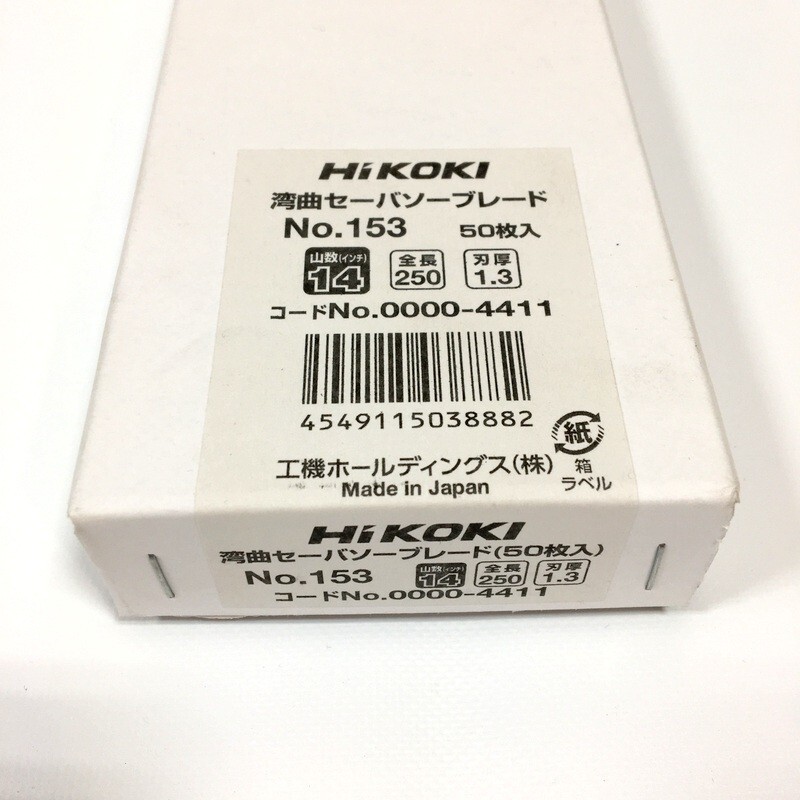 HiKOKI
湾曲セーバソーブレード
No.153 50枚入
山数(インチ) 全長 刃厚
14 250 1.3
コードNo.0000-4411
4549115038882
紙
箱
ラベル
工機ホールディングス(株)
Made in Japan
HiKOKI
湾曲セーバソーブレード(50枚入)
No.153 山数(インチ) 14 全長 250 刃厚 1.3
コードNo.0000-4411